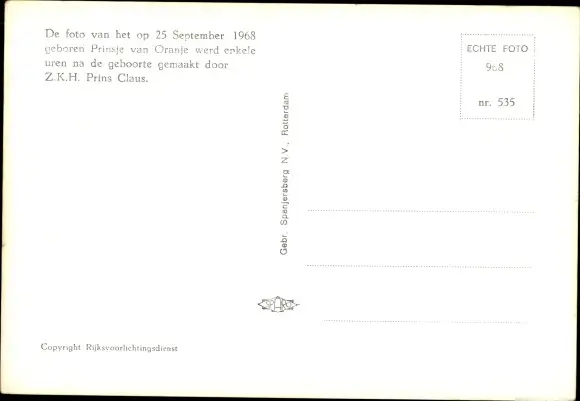 De foto van het op 25 September 1968
geboren Prinsje van Oranje werd enkele
uren na de geboorte gemaakt door
Z.K.H. Prins Claus.
ECHTE FOTO
968
nr. 535
Gebr. Spanjersberg N.V., Rotterdam
Copyright Rijksvoorlichtingsdienst